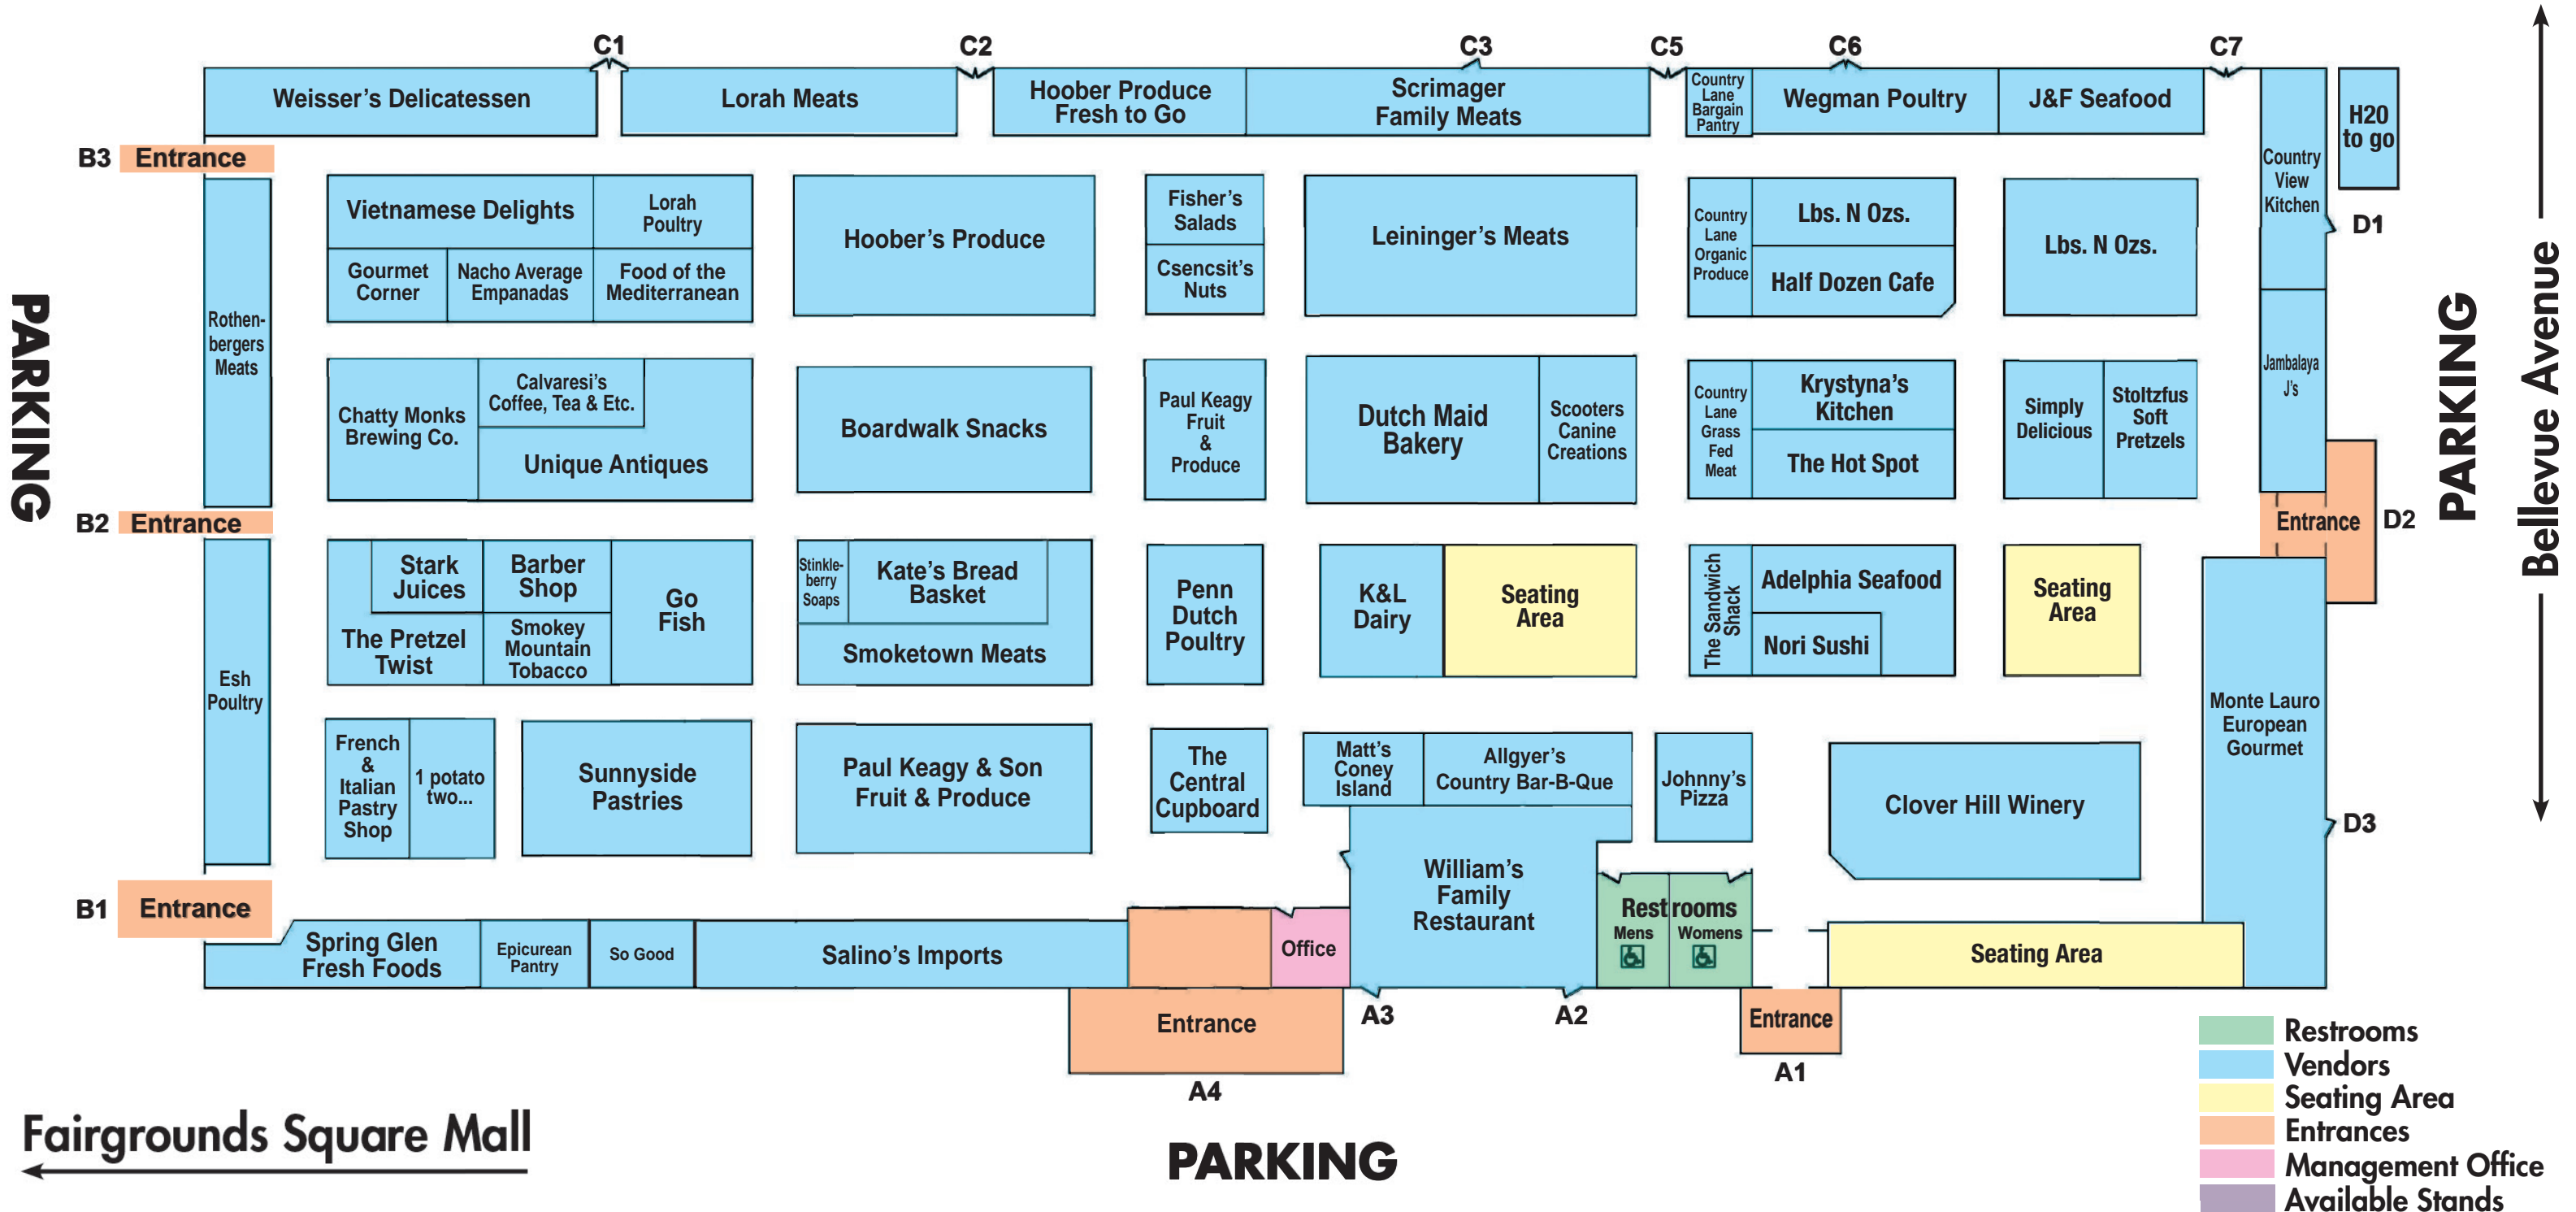 C1
C2
C3
C5
C6
C7
Weisser’s Delicatessen
Lorah Meats
Hoober Produce
Fresh to Go
Scrimager
Family Meats
Country
Lane
Bargain
Pantry
Wegman Poultry
J&F Seafood
H20
to go
B3
Entrance
Country
View
Kitchen
D1
Vietnamese Delights
Lorah
Poultry
Gourmet
Corner
Nacho Average
Empanadas
Food of the
Mediterranean
Hoober’s Produce
Fisher’s
Salads
Csencsit’s
Nuts
Leininger’s Meats
Country
Lane
Organic
Produce
Lbs. N Ozs.
Half Dozen Cafe
Lbs. N Ozs.
PARKING
Rothen-
bergers
Meats
Jambalaya
J’s
PARKING
Bellevue Avenue
Chatty Monks
Brewing Co.
Calvaresi’s
Coffee, Tea & Etc.
Unique Antiques
Boardwalk Snacks
Paul Keagy
Fruit
&
Produce
Dutch Maid
Bakery
Scooters
Canine
Creations
Country
Lane
Grass
Fed
Meat
Krystyna’s
Kitchen
The Hot Spot
Simply
Delicious
Stoltzfus
Soft
Pretzels
B2
Entrance
Entrance
D2
Stark
Juices
Barber
Shop
Go
Fish
The Pretzel
Twist
Smokey
Mountain
Tobacco
Stinkle-
berry
Soaps
Kate’s Bread
Basket
Smoketown Meats
Penn
Dutch
Poultry
K&L
Dairy
Seating
Area
The Sandwich
Shack
Adelphia Seafood
Nori Sushi
Seating
Area
Esh
Poultry
Monte Lauro
European
Gourmet
French
&
Italian
Pastry
Shop
1 potato
two...
Sunnyside
Pastries
Paul Keagy & Son
Fruit & Produce
The
Central
Cupboard
Matt’s
Coney
Island
Allgyer’s
Country Bar-B-Que
Johnny’s
Pizza
Clover Hill Winery
D3
William’s
Family
Restaurant
B1
Entrance
Spring Glen
Fresh Foods
Epicurean
Pantry
So Good
Salino’s Imports
Office
Restrooms
Mens
Womens
Seating Area
Entrance
A4
A3
A2
Entrance
A1
Fairgrounds Square Mall
PARKING
Restrooms
Vendors
Seating Area
Entrances
Management Office
Available Stands